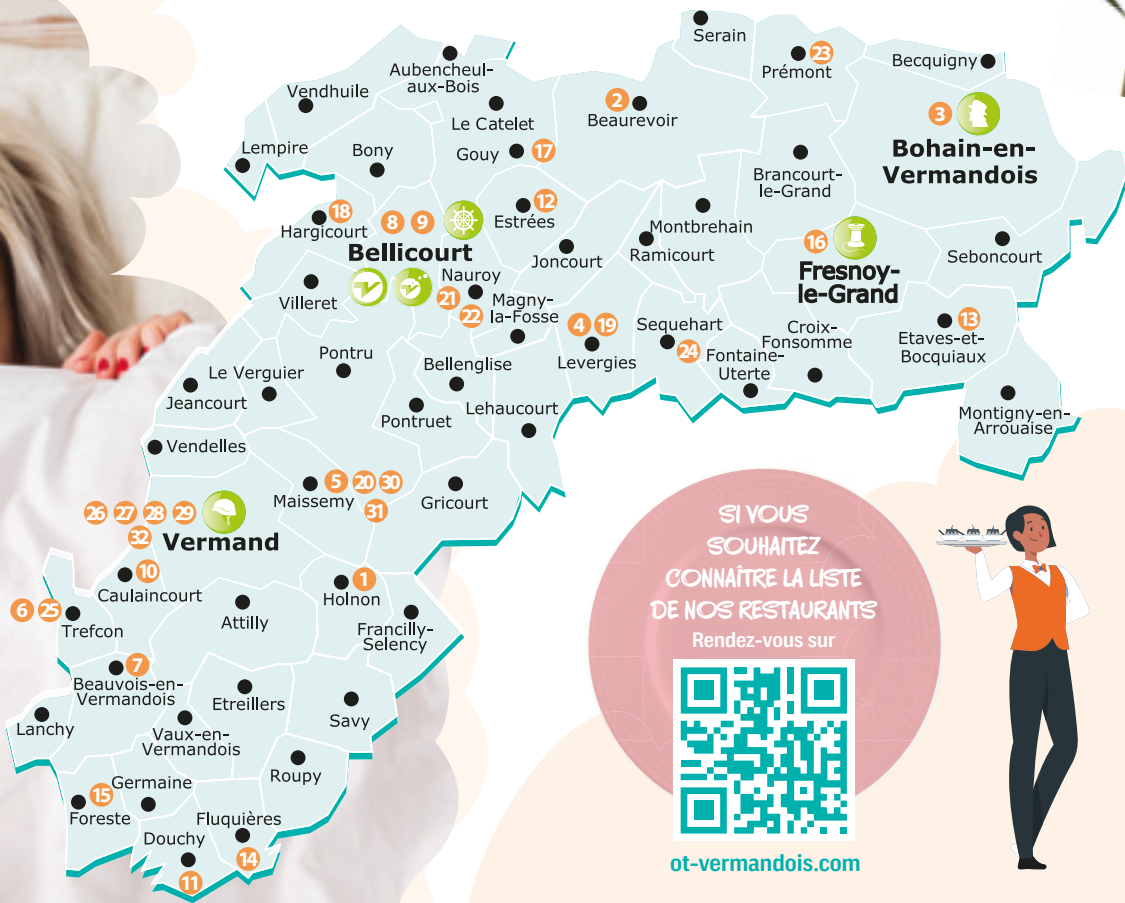 Serain
23
Prémont
Becquigny
Aubencheul-
aux-Bois
Vendhuile
2
Beaurevoir
3
Bohain-en-
Vermandois
Le Catelet
Lempire
Bony
Gouy
17
Brancourt-
le-Grand
18
Hargicourt
8 9
Bellicourt
12
Estrées
Montbrehain
Ramicourt
Joncourt
16
Fresnoy-
le-Grand
Seboncourt
Villeret
Nauroy
21
22
Magny-
la-Fosse
4 19
Levergies
Sequehart
24
Fontaine-
Uterte
Croix-
Fonsomme
13
Etaves-et-
Bocquiaux
Pontru
Bellenglise
Le Verguier
Jeancourt
Pontruet
Lehaucourt
Montigny-en-
Arrouaise
Vendelles
Maissemy
5 20 30
31
Gricourt
26 27 28 29
32
Vermand
10
Caulaincourt
1
Holnon
6 25
Trefcon
Attilly
Francilly-
Selency
7
Beauvois-en-
Vermandois
Etreillers
Lanchy
Vaux-en-
Vermandois
Savy
Roupy
Germaine
15
Foreste
Fluquières
14
Douchy
11
SI VOUS
SOUHAITEZ
CONNAÎTRE LA LISTE
DE NOS RESTAURANTS
Rendez-vous sur
ot-vermandois.com